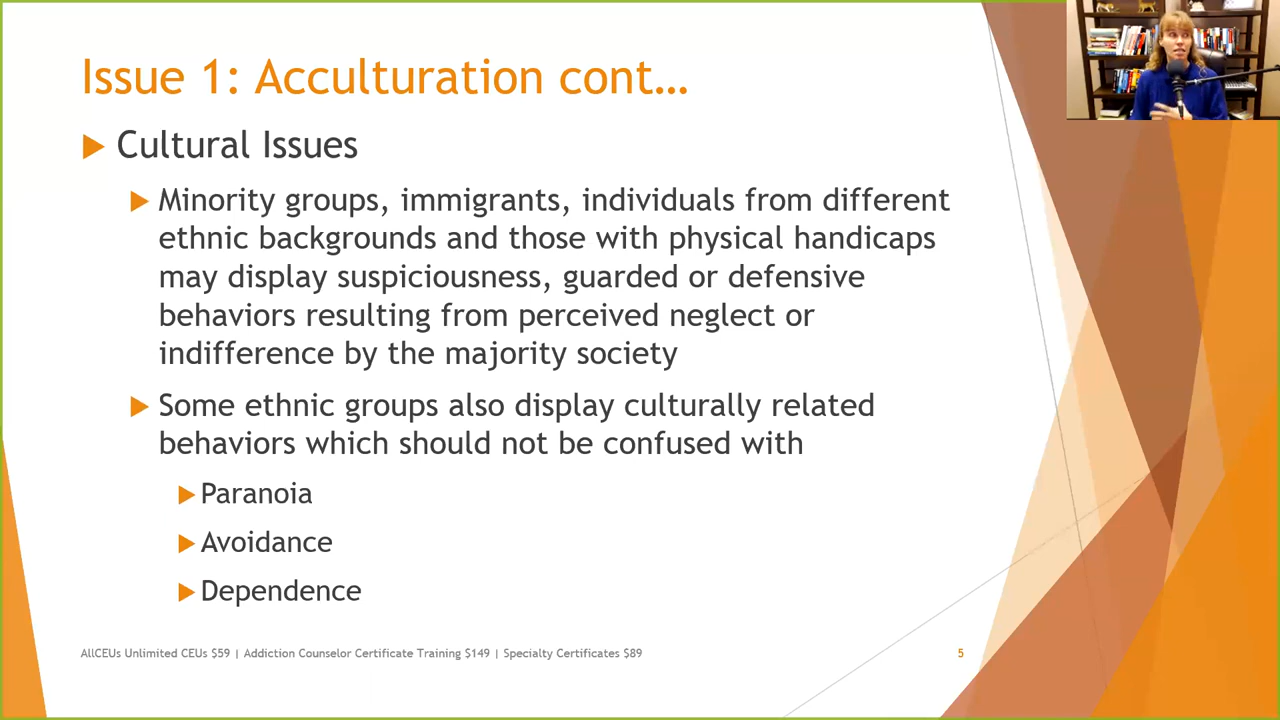 Issue 1: Acculturation cont…
Cultural Issues
Minority groups, immigrants, individuals from different
ethnic backgrounds and those with physical handicaps
may display suspiciousness, guarded or defensive
behaviors resulting from perceived neglect or
indifference by the majority society
Some ethnic groups also display culturally related
behaviors which should not be confused with
Paranoia
Avoidance
Dependence
AllCEUs Unlimited CEUs $59 | Addiction Counselor Certificate Training $149 | Specialty Certificates $89
5